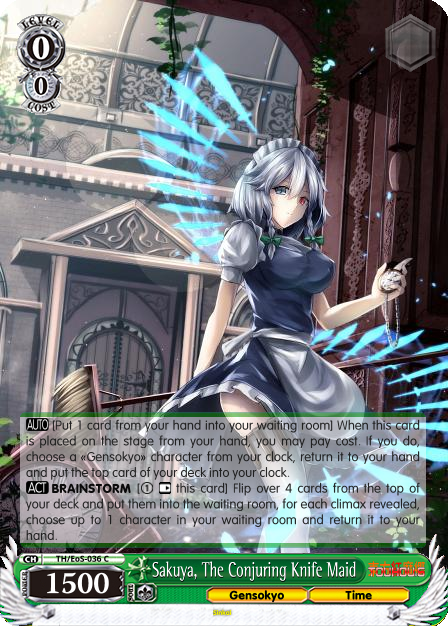 LEVEL
0
0
COST
AUTO [Put 1 card from your hand into your waiting room] When this card
is placed on the stage from your hand, you may pay cost. If you do,
choose a «Gensokyo» character from your clock, return it to your hand
and put the top card of your deck into your clock.
ACT BRAINSTORM [① this card] Flip over 4 cards from the top of
your deck and put them into the waiting room, for each climax revealed,
choose up to 1 character in your waiting room and return it to your
hand.
CH TH/EoS-036 C
POWER 1500 SOUL
Sakuya, The Conjuring Knife Maid
Gensokyo Time